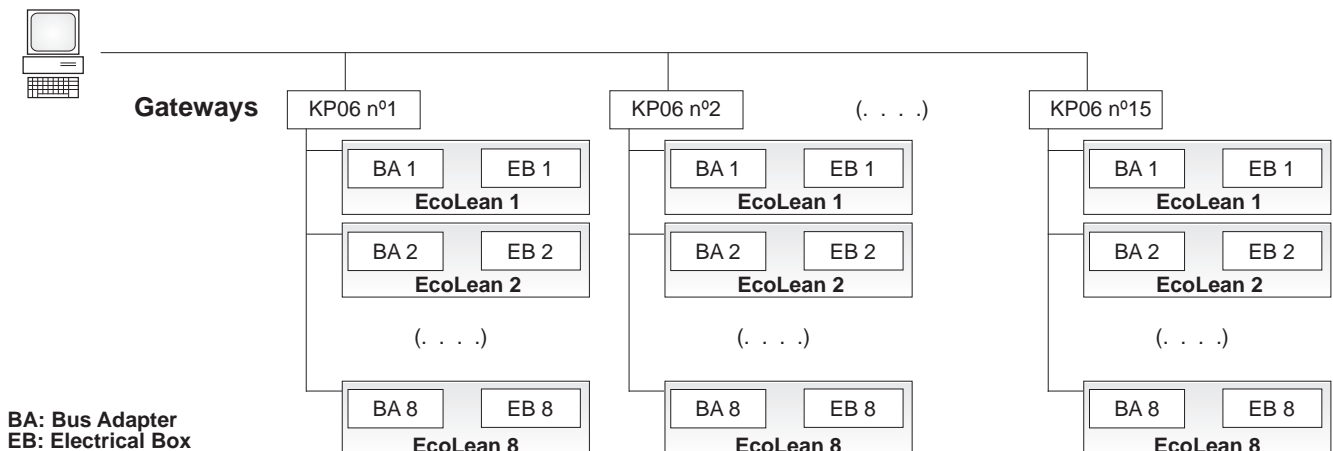 Gateways KP06 nº1 KP06 nº2 (. . . .) KP06 nº15
BA 1 EB 1 BA 1 EB 1 BA 1 EB 1
EcoLean 1 EcoLean 1 EcoLean 1
BA 2 EB 2 BA 2 EB 2 BA 2 EB 2
EcoLean 2 EcoLean 2 EcoLean 2
(. . . .) (. . . .) (. . . .)
BA 8 EB 8 BA 8 EB 8 BA 8 EB 8
BA: Bus Adapter
EB: Electrical Box
EcoLean 8 EcoLean 8 EcoLean 8